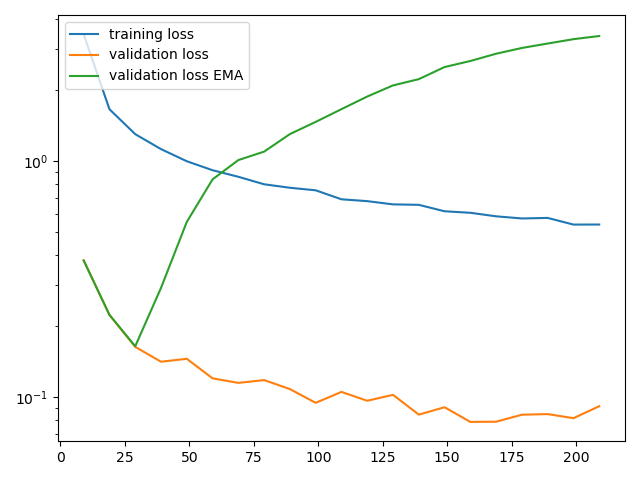 training loss
validation loss
validation loss EMA
10⁰
10⁻¹
0 25 50 75 100 125 150 175 200